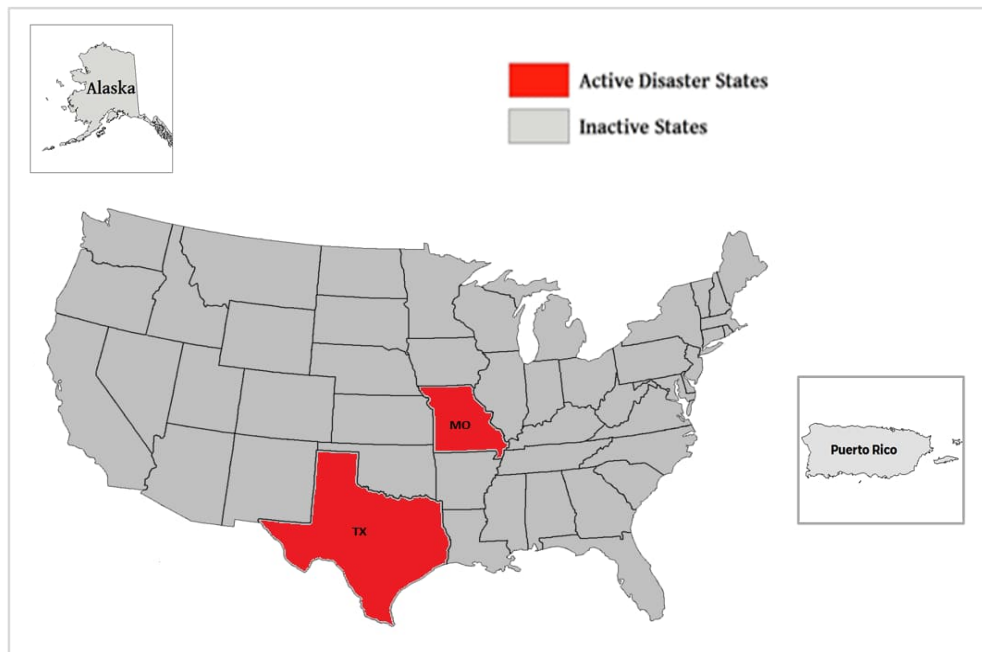 Alaska
Active Disaster States
Inactive States
MO
Puerto Rico
TX